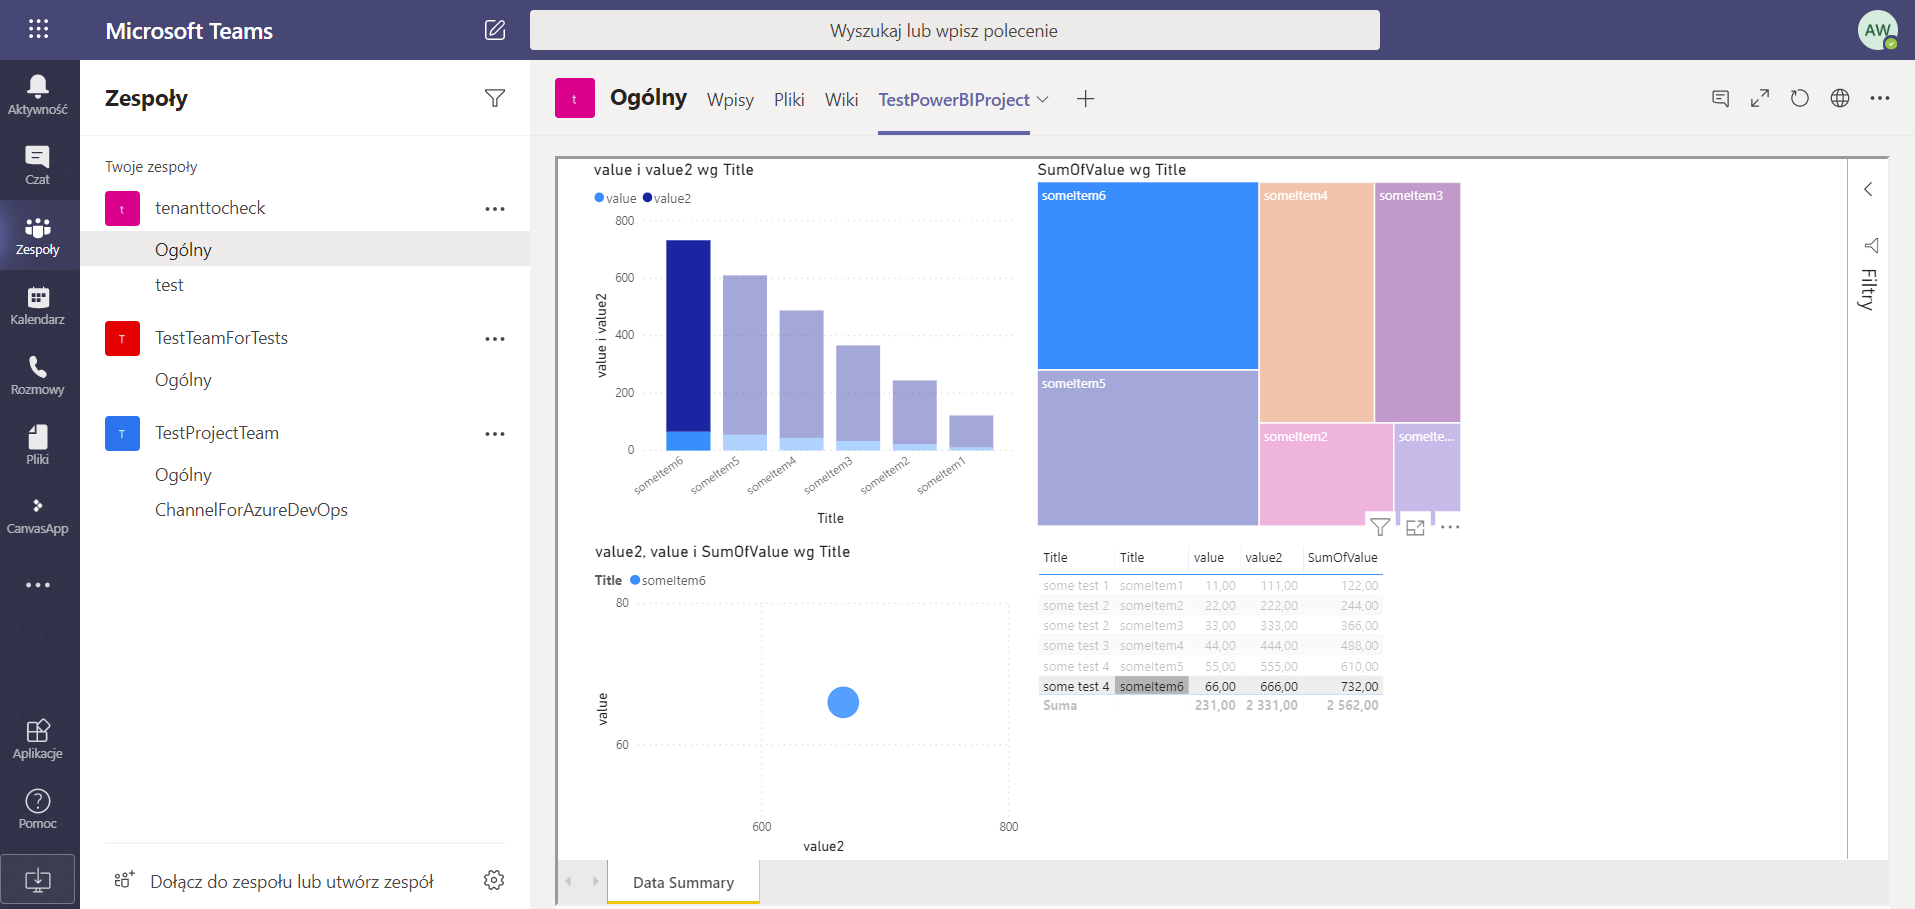 Microsoft Teams
Wyszukaj lub wpisz polecenie
AW
Aktywność
Czat
Zespoły
Kalendarz
Rozmowy
Pliki
CanvasApp
Aplikacje
Pomoc
Zespoły
Twoje zespoły
t tenanttocheck
Ogólny
test
T TestTeamForTests
Ogólny
T TestProjectTeam
Ogólny
ChannelForAzureDevOps
Dołącz do zespołu lub utwórz zespół
t Ogólny Wpisy Pliki Wiki TestPowerBIProject
value i value2 wg Title
value value2
value i value2
800
600
400
200
0
someItem6 someItem5 someItem4 someItem3 someItem2 someItem1
Title
SumOfValue wg Title
someItem6
someItem4
someItem3
someItem5
someItem2
someIte...
value2, value i SumOfValue wg Title
Title someItem6
value
80
60
600 800
value2
Title Title value value2 SumOfValue
some test 1 someItem1 11,00 111,00 122,00
some test 2 someItem2 22,00 222,00 244,00
some test 2 someItem3 33,00 333,00 366,00
some test 3 someItem4 44,00 444,00 488,00
some test 4 someItem5 55,00 555,00 610,00
some test 4 someItem6 66,00 666,00 732,00
Suma 231,00 2 331,00 2 562,00
Filtry
Data Summary